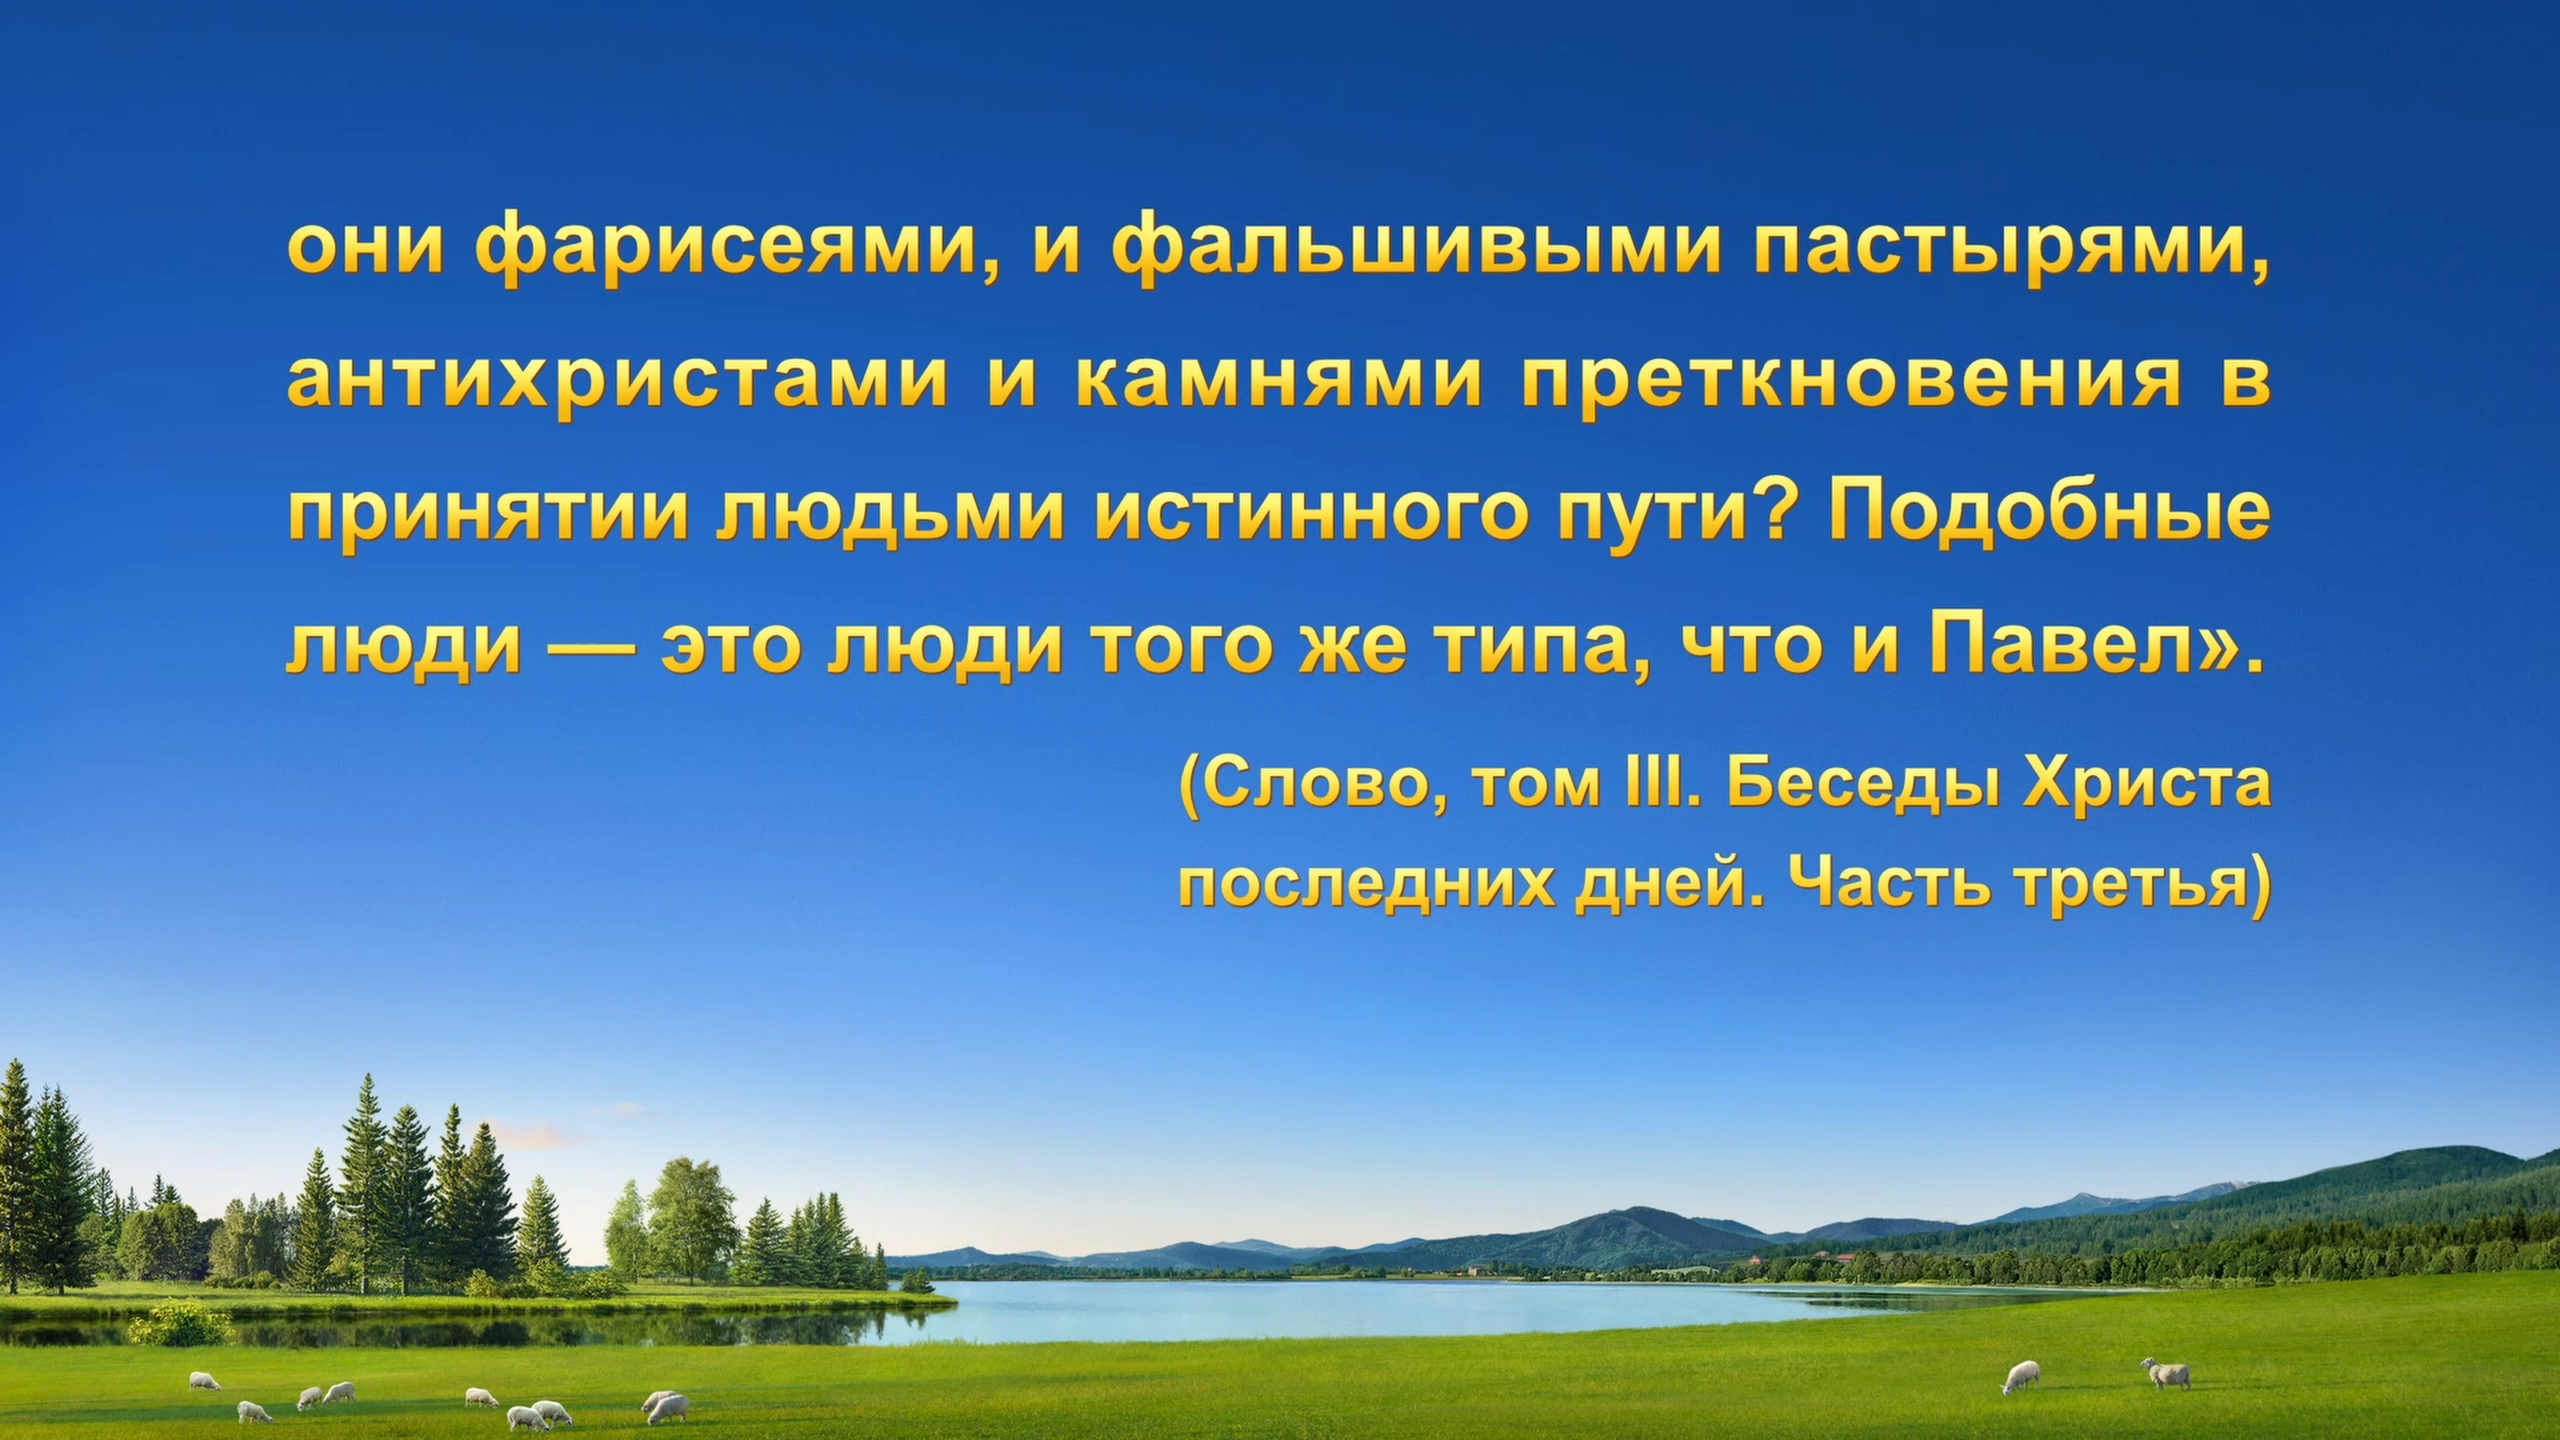 они фарисеями, и фальшивыми пастырями,
антихристами и камнями преткновения в
принятии людьми истинного пути? Подобные
люди — это люди того же типа, что и Павел».
(Слово, том III. Беседы Христа
последних дней. Часть третья)